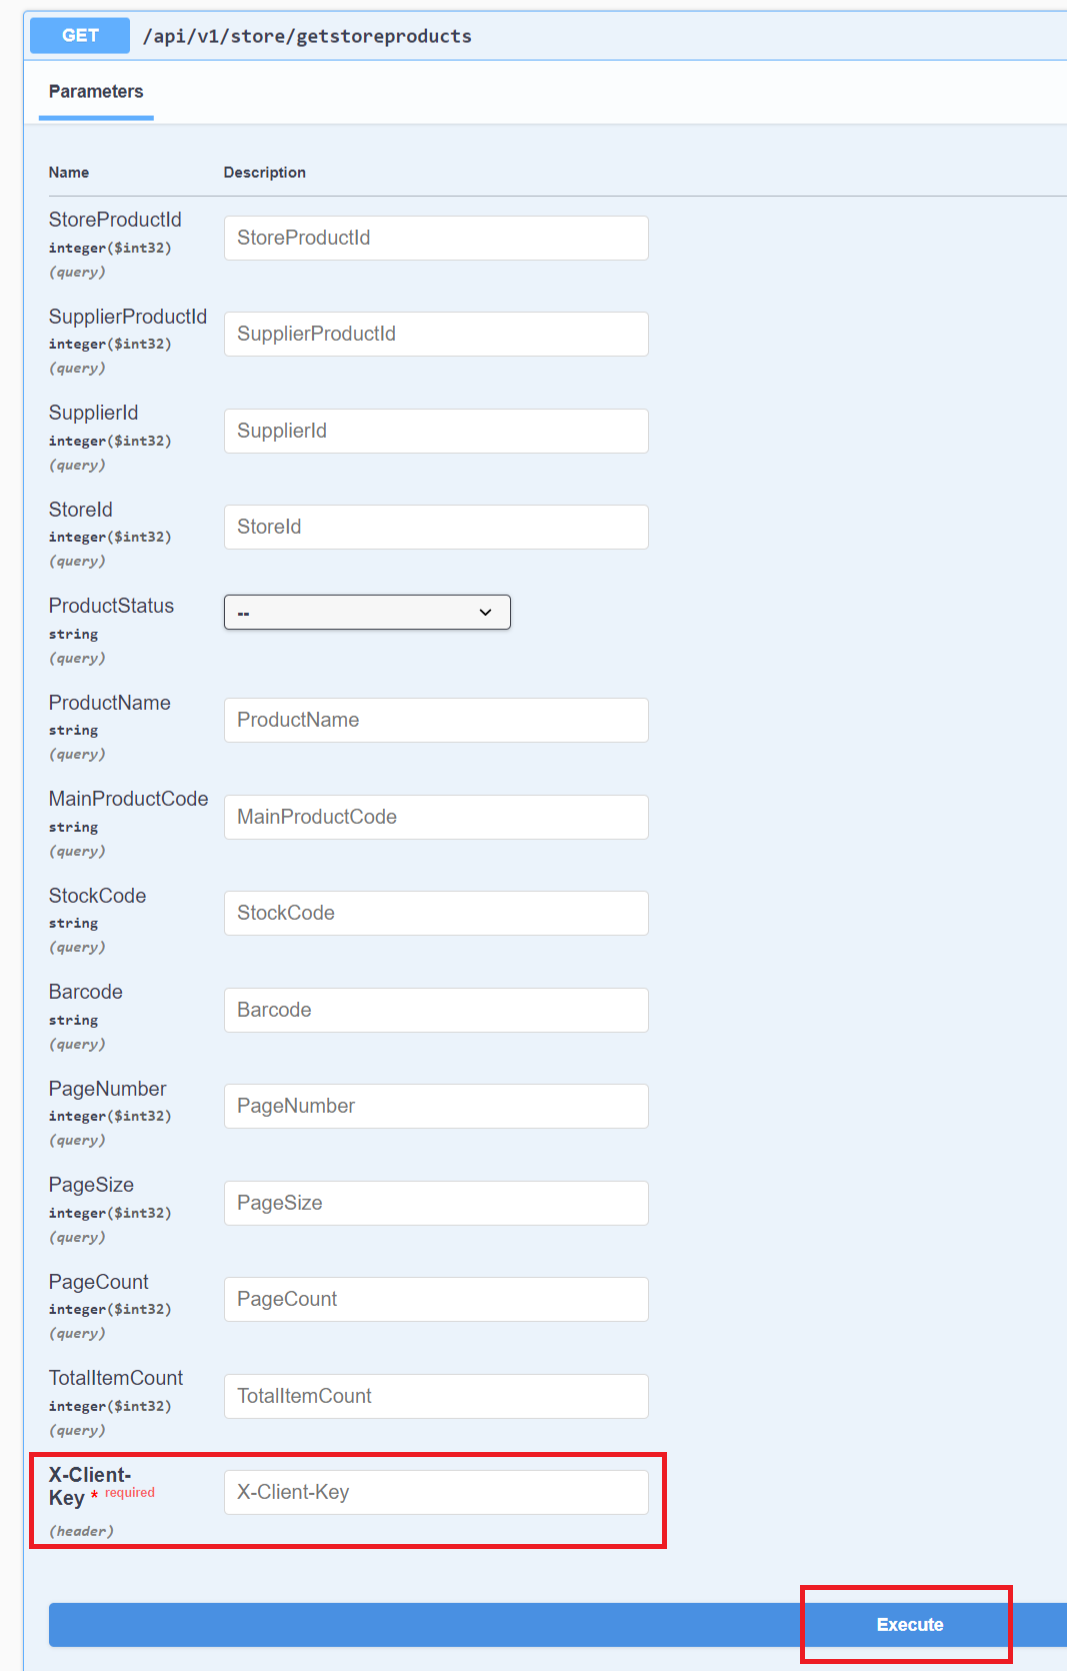 GET /api/v1/store/getstoreproducts
Parameters
Name Description
StoreProductId
integer($int32)
(query)
StoreProductId
SupplierProductId
integer($int32)
(query)
SupplierProductId
SupplierId
integer($int32)
(query)
SupplierId
StoreId
integer($int32)
(query)
StoreId
ProductStatus
string
(query)
--
ProductName
string
(query)
ProductName
MainProductCode
string
(query)
MainProductCode
StockCode
string
(query)
StockCode
Barcode
string
(query)
Barcode
PageNumber
integer($int32)
(query)
PageNumber
PageSize
integer($int32)
(query)
PageSize
PageCount
integer($int32)
(query)
PageCount
TotalItemCount
integer($int32)
(query)
TotalItemCount
X-Client-
Key * required
(header)
X-Client-Key
Execute